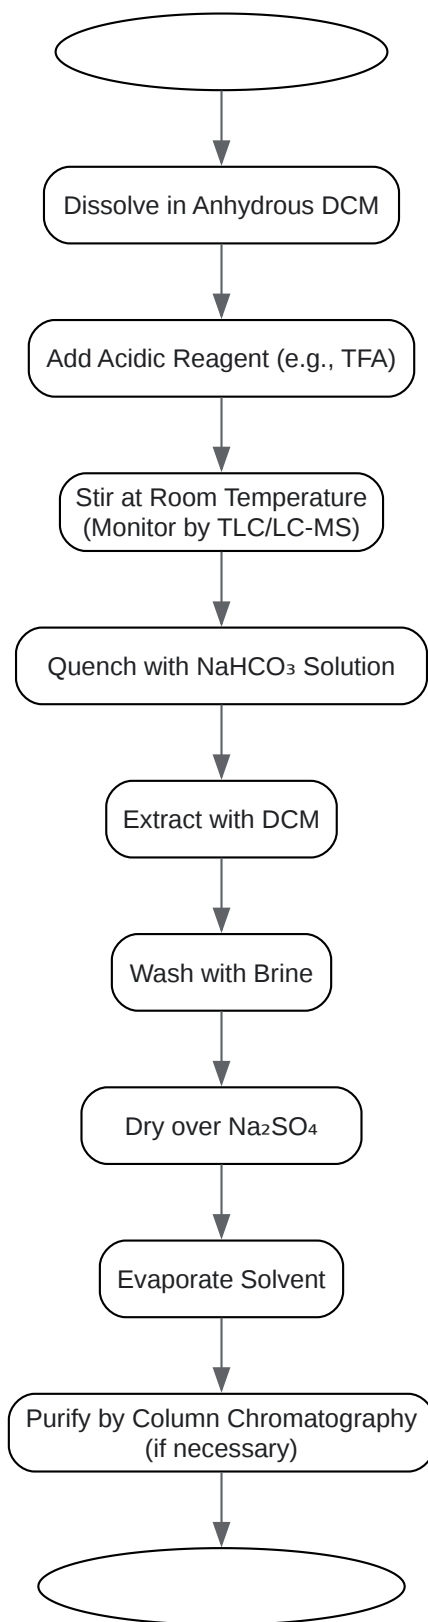 Dissolve in Anhydrous DCM
Add Acidic Reagent (e.g., TFA)
Stir at Room Temperature
(Monitor by TLC/LC-MS)
Quench with NaHCO₃ Solution
Extract with DCM
Wash with Brine
Dry over Na₂SO₄
Evaporate Solvent
Purify by Column Chromatography
(if necessary)